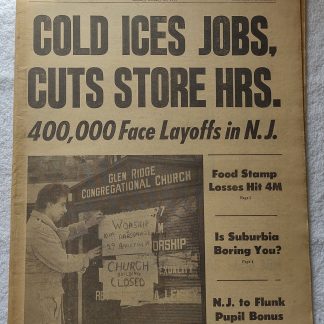 COLD ICES JOBS,
CUTS STORE HRS.
400,000 Face Layoffs in N.J.
GLEN RIDGE
CONGREGATIONAL CHURCH
WORSHIP
CHURCH
BUILDING
CLOSED
Food Stamp
Losses Hit 4M
Is Suburbia
Boring You?
N.J. to Flunk
Pupil Bonus